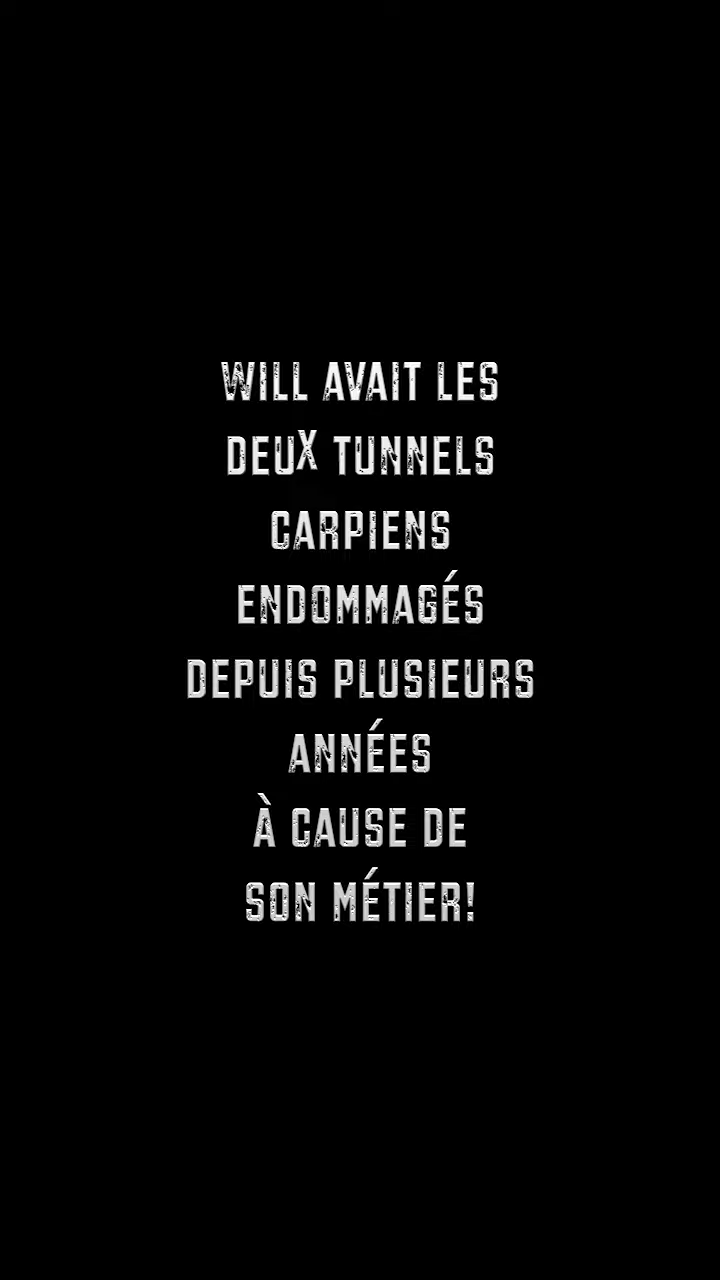 WILL AVAIT LES
DEUX TUNNELS
CARPIENS
ENDOMMAGÉS
DEPUIS PLUSIEURS
ANNÉES
À CAUSE DE
SON MÉTIER!